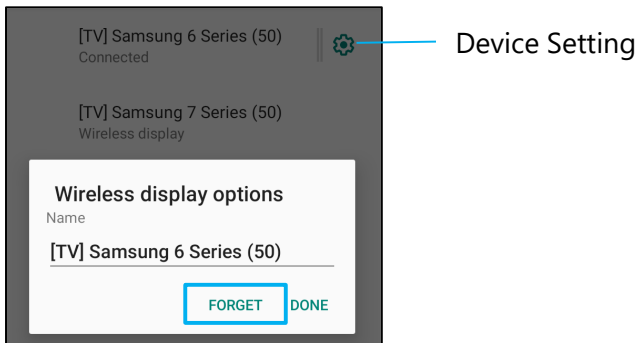 [TV] Samsung 6 Series (50)
Connected
Device Setting
[TV] Samsung 7 Series (50)
Wireless display
Wireless display options
Name
[TV] Samsung 6 Series (50)
FORGET DONE